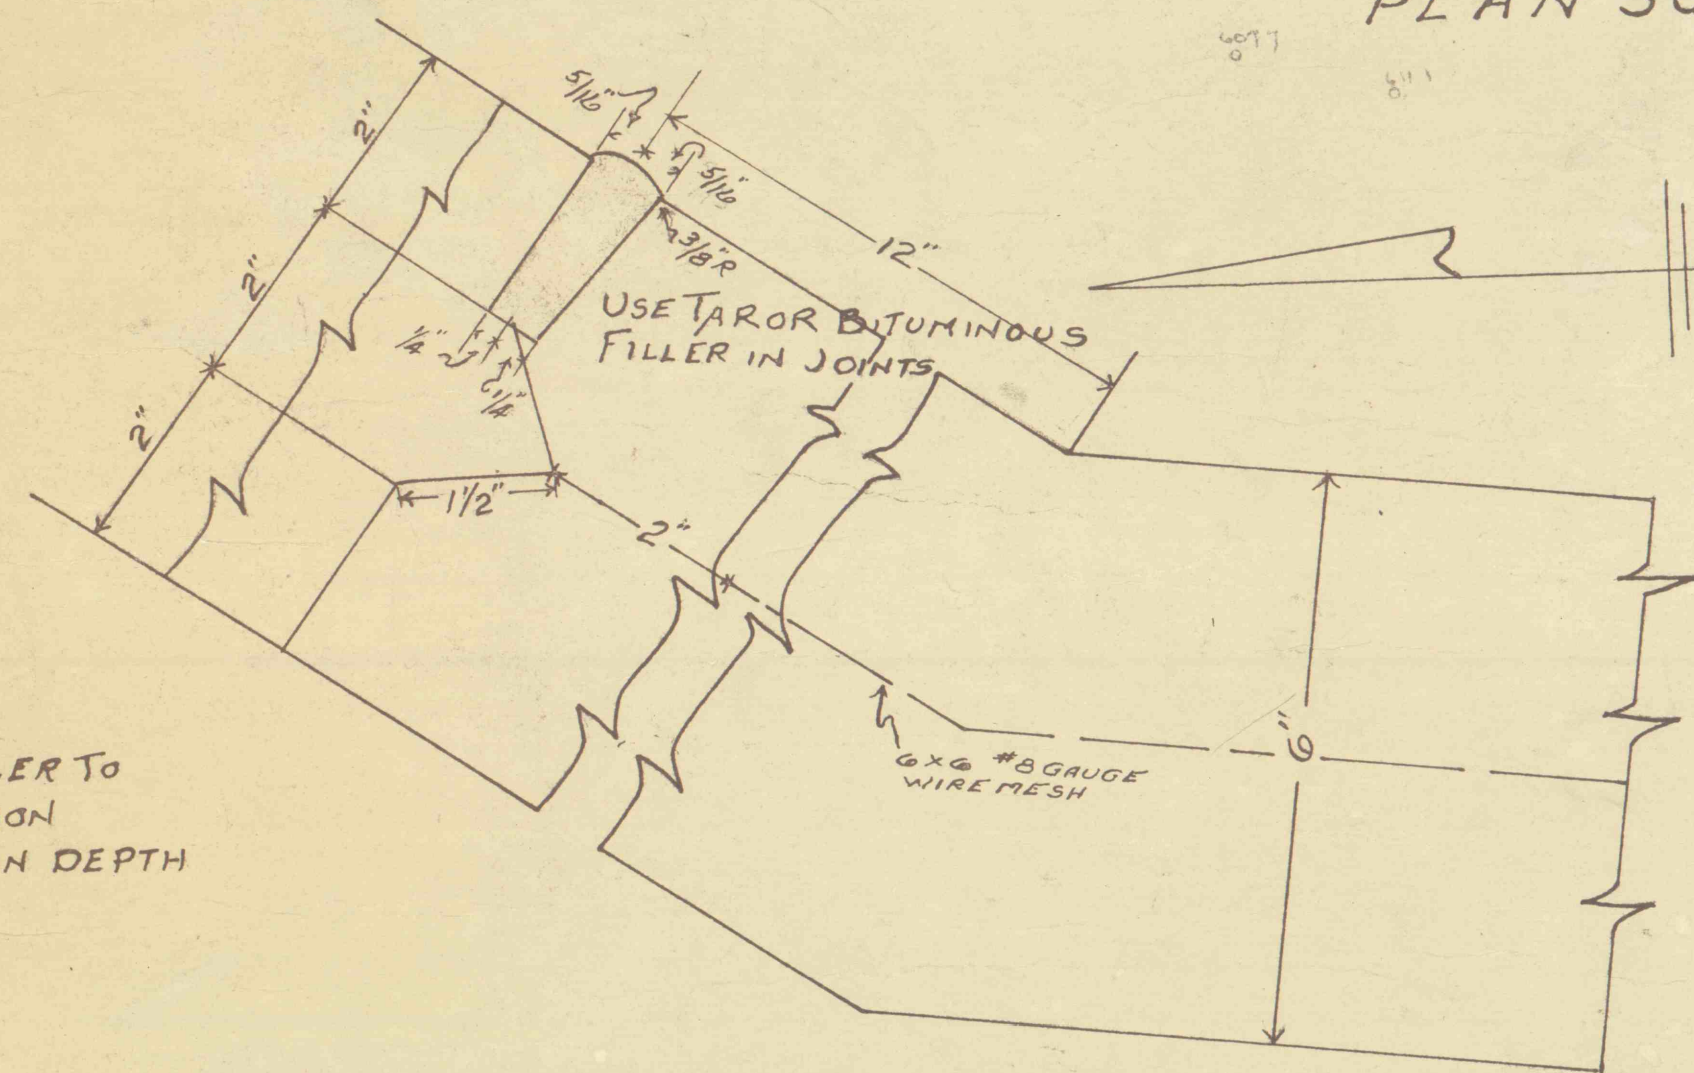 PLAN
2"
5/16"
5/16"
3/8"R
12"
2"
1/4"
1/4"
USE TAR OR BITUMINOUS
FILLER IN JOINTS
2"
1 1/2"
2"
6"
6X6 #8 GAUGE
WIRE MESH
ER TO
ON
N DEPTH